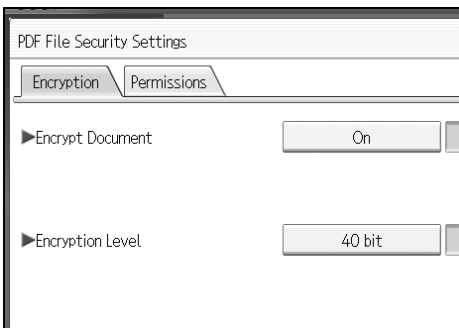 PDF File Security Settings
Encryption
Permissions
▶Encrypt Document
On
▶Encryption Level
40 bit